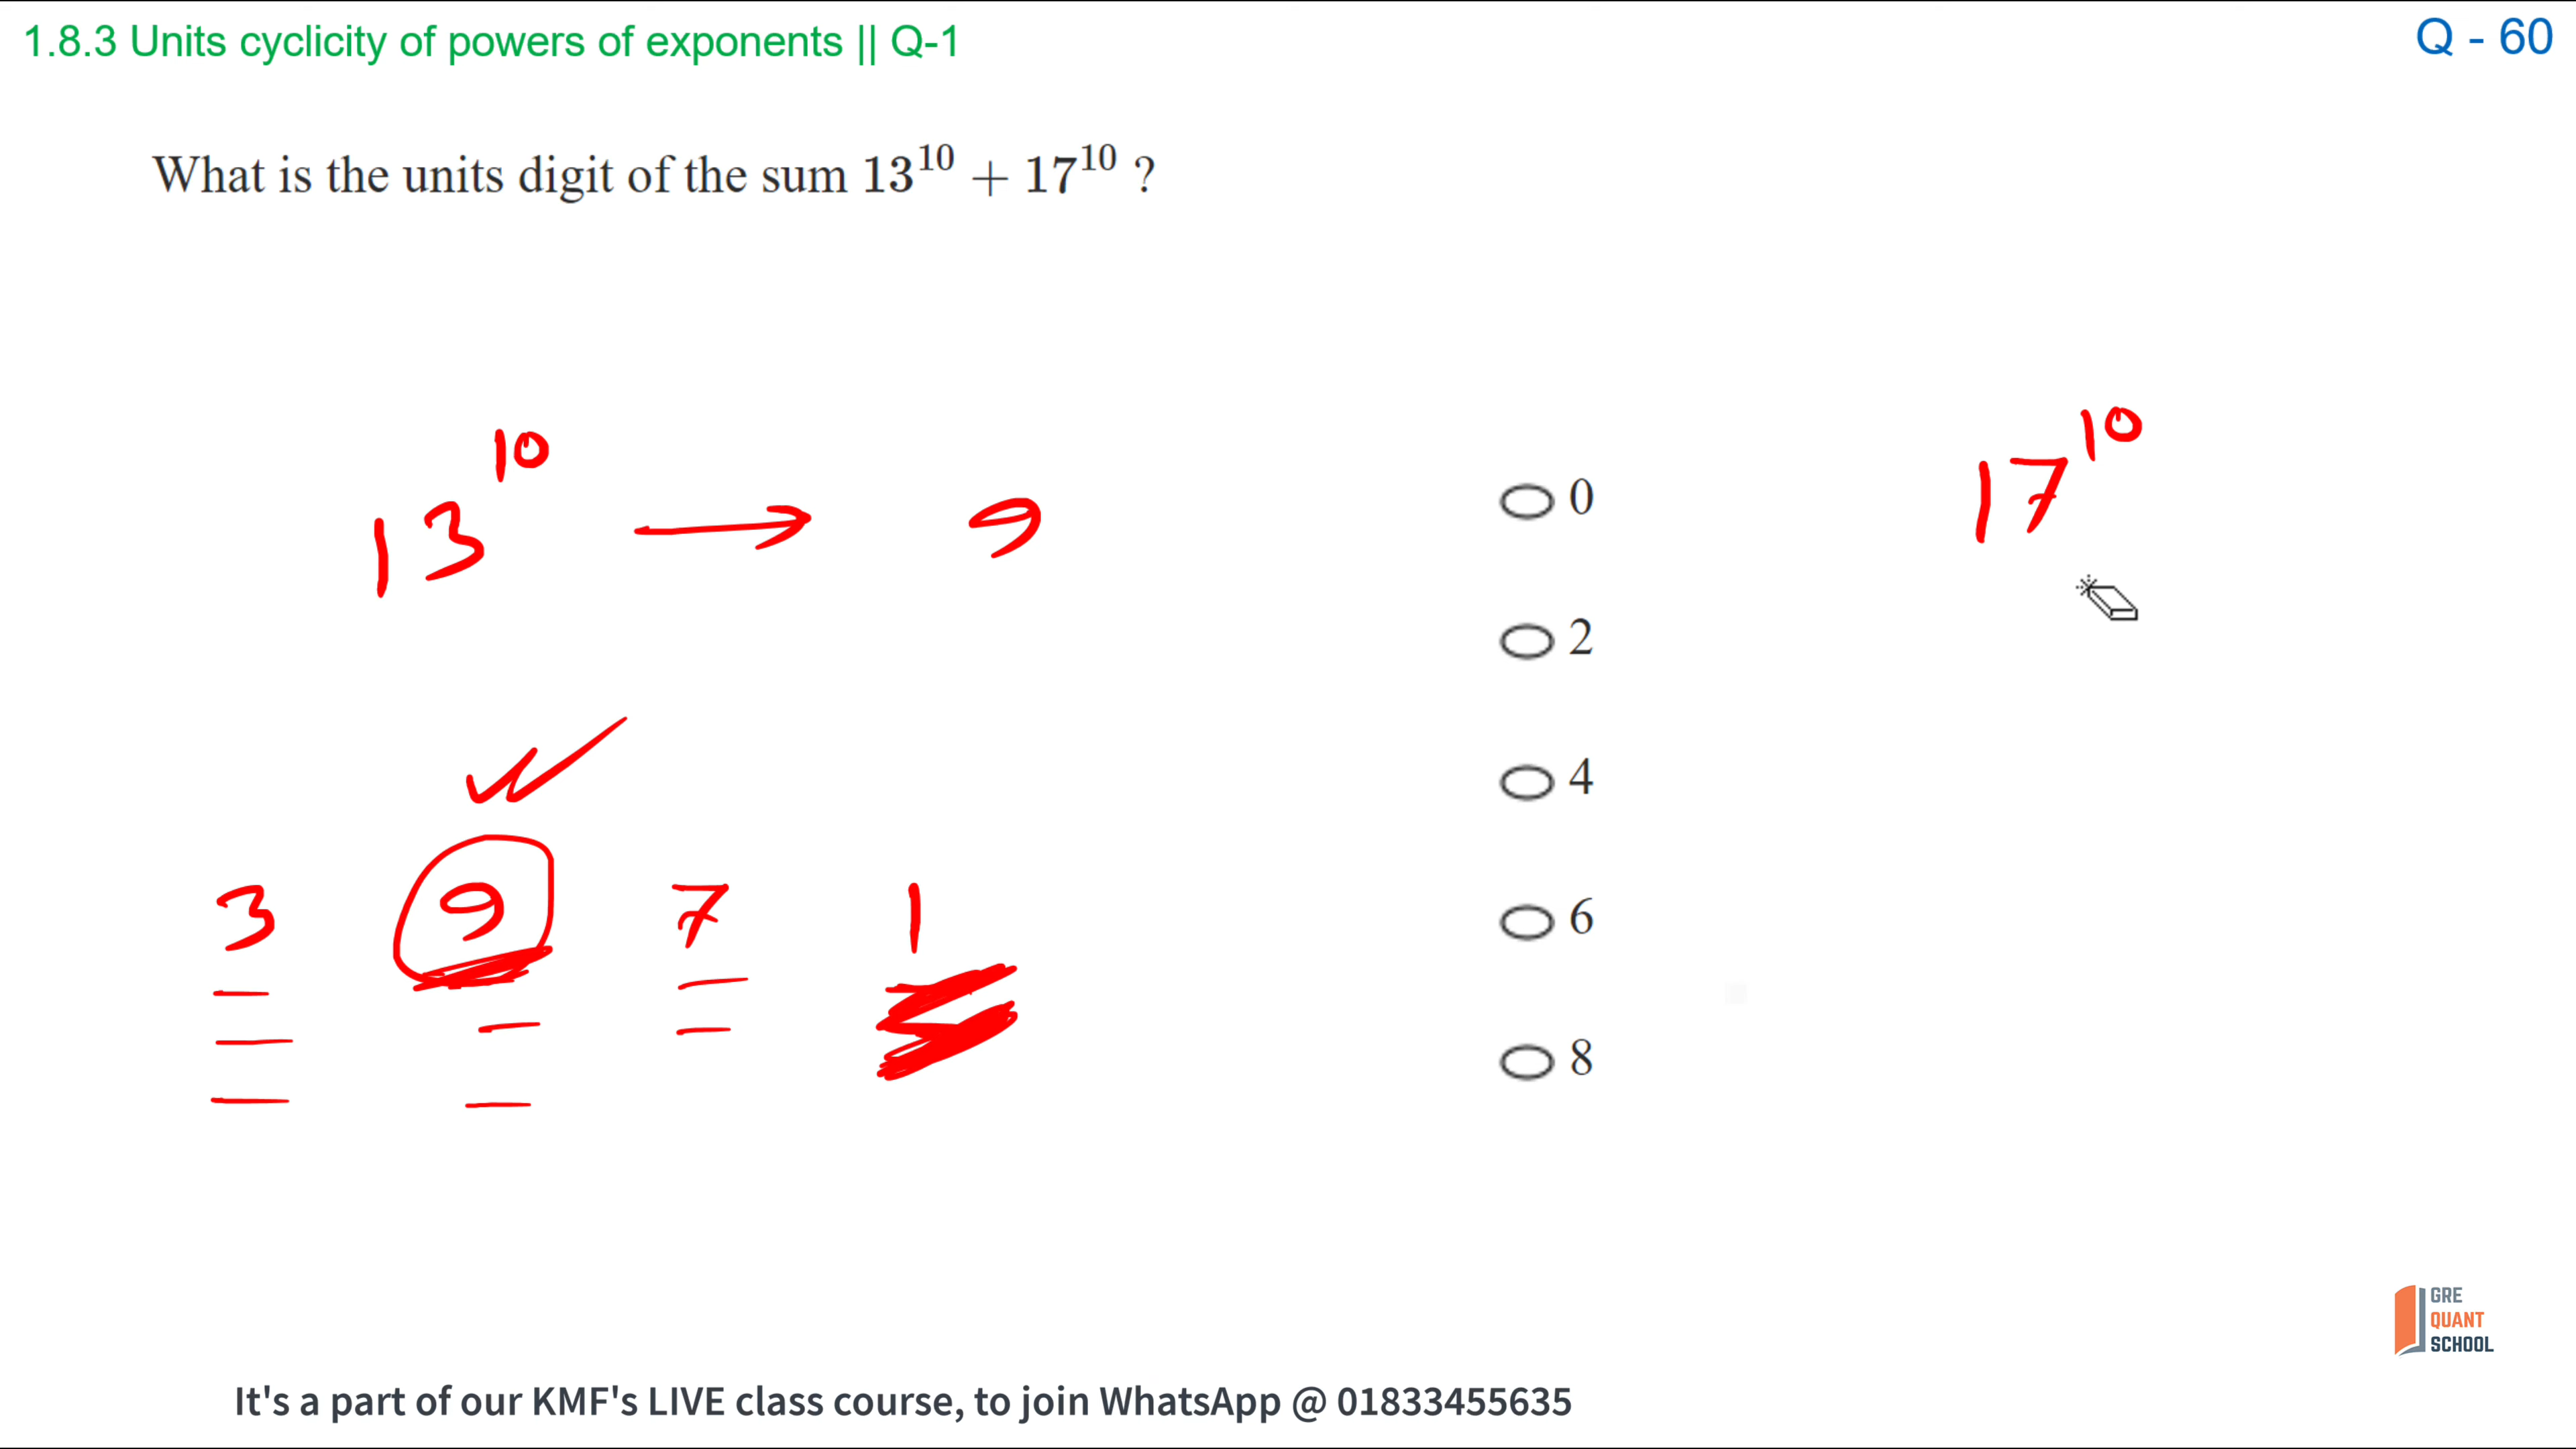 1.8.3 Units cyclicity of powers of exponents || Q-1
Q - 60
What is the units digit of the sum 13^10 + 17^10 ?
13^10 → 9
17^10
0
2
4
6
8
3 9 7 1
GRE
QUANT
SCHOOL
It's a part of our KMF's LIVE class course, to join WhatsApp @ 01833455635